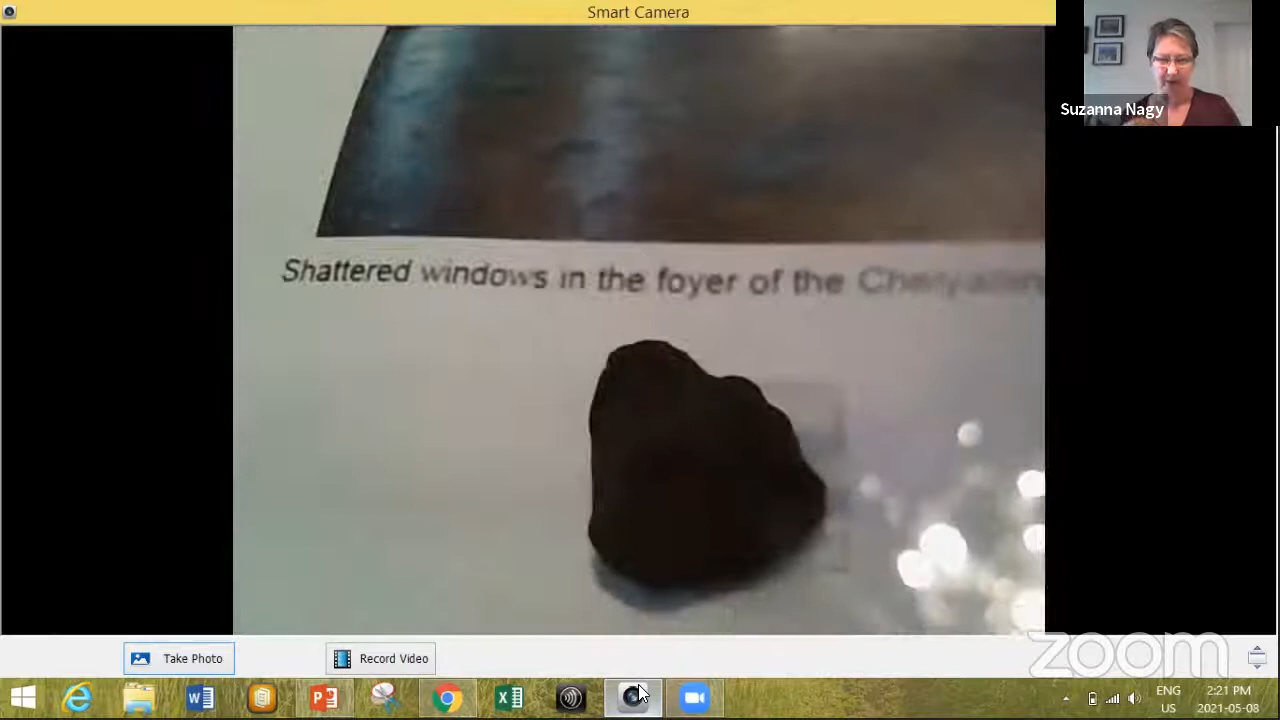 Smart Camera
Suzanna Nagy
Shattered windows in the foyer of the
Take Photo
Record Video
zoom
ENG
US
2:21 PM
2021-05-08